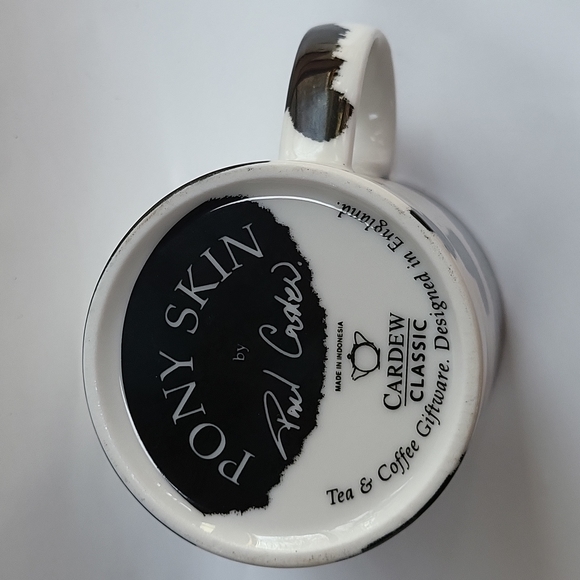 PONY SKIN
by
Paul Cardew.
MADE IN INDONESIA
CARDEW
CLASSIC
Tea & Coffee Giftware. Designed in England.